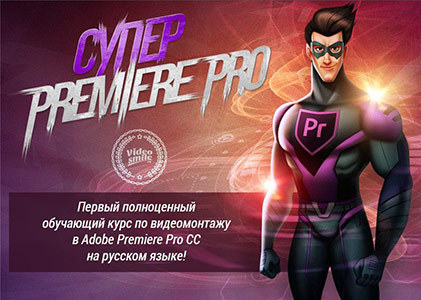 СУПЕР
PREMIERE PRO
Video
smile
Pr
Первый полноценный
обучающий курс по видеомонтажу
в Adobe Premiere Pro CC
на русском языке!